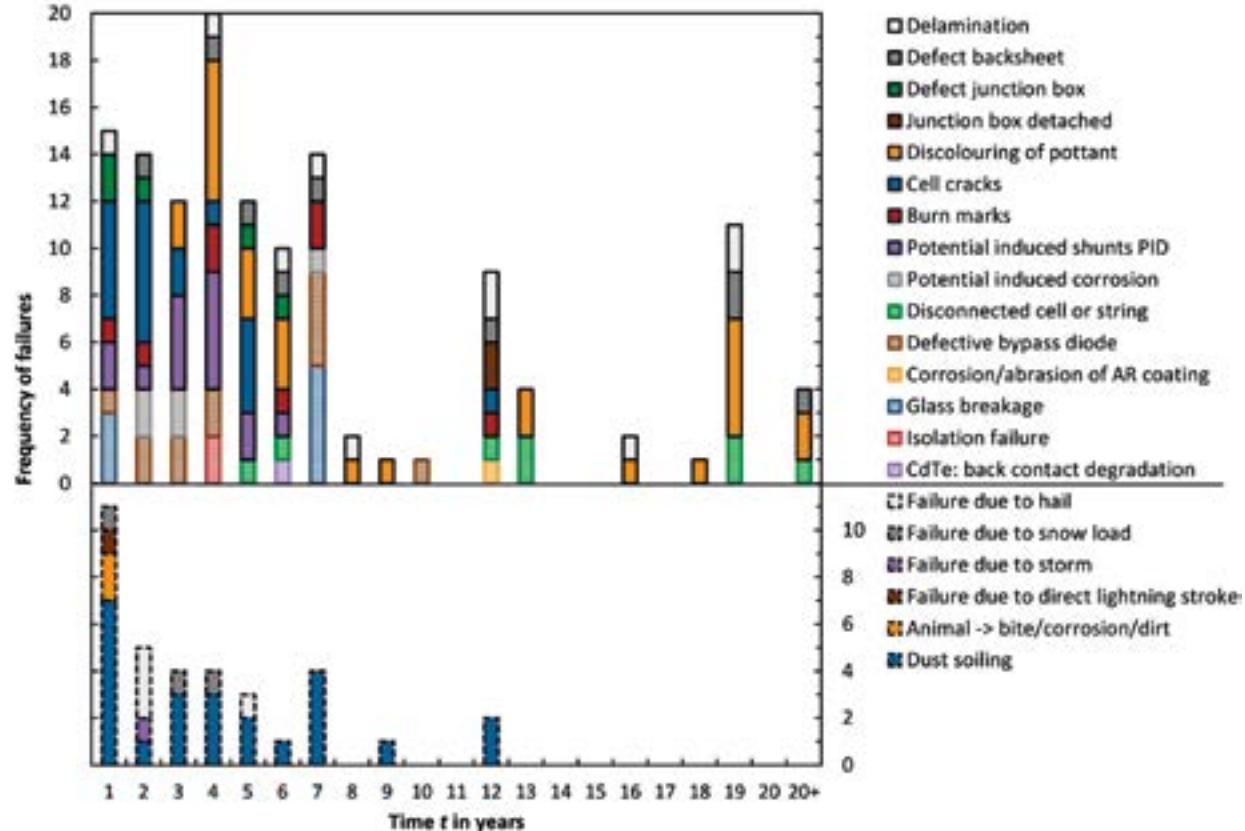 20
18
16
14
12
10
8
6
4
2
0
Frequency of failures
Delamination
Defect backsheet
Defect junction box
Junction box detached
Discolouring of pottant
Cell cracks
Burn marks
Potential induced shunts PID
Potential induced corrosion
Disconnected cell or string
Defective bypass diode
Corrosion/abrasion of AR coating
Glass breakage
Isolation failure
CdTe: back contact degradation
Failure due to hail
Failure due to snow load
Failure due to storm
Failure due to direct lightning stroke
Animal -> bite/corrosion/dirt
Dust soiling
10
8
6
4
2
0
1 2 3 4 5 6 7 8 9 10 11 12 13 14 15 16 17 18 19 20 20+
Time t in years